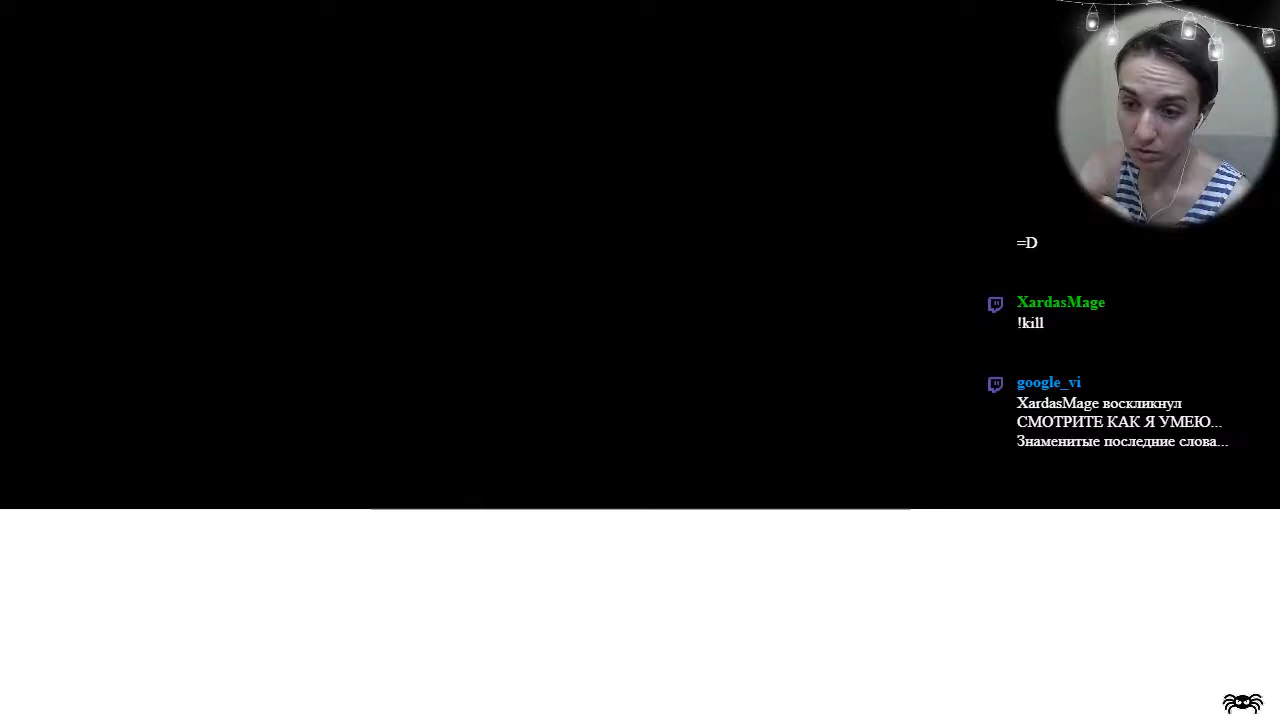 =D
XardasMage
!kill
google_vi
XardasMage воскликнул
СМОТРИТЕ КАК Я УМЕЮ...
Знаменитые последние слова...